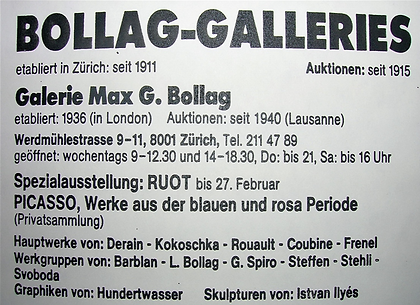 BOLLAG-GALLERIES
etabliert in Zürich: seit 1911 Auktionen: seit 1915
Galerie Max G. Bollag
etabliert: 1936 (in London) Auktionen: seit 1940 (Lausanne)
Werdmühlestrasse 9-11, 8001 Zürich, Tel. 211 47 89
geöffnet: wochentags 9-12.30 und 14-18.30, Do: bis 21, Sa: bis 16 Uhr
Spezialausstellung: RUOT bis 27. Februar
PICASSO, Werke aus der blauen und rosa Periode
(Privatsammlung)
Hauptwerke von: Derain - Kokoschka - Rouault - Coubine - Frenel
Werkgruppen von: Barblan - L. Bollag - G. Spiro - Steffen - Stehli -
Svoboda
Graphiken von: Hundertwasser Skulpturen von: Istvan Ilyés